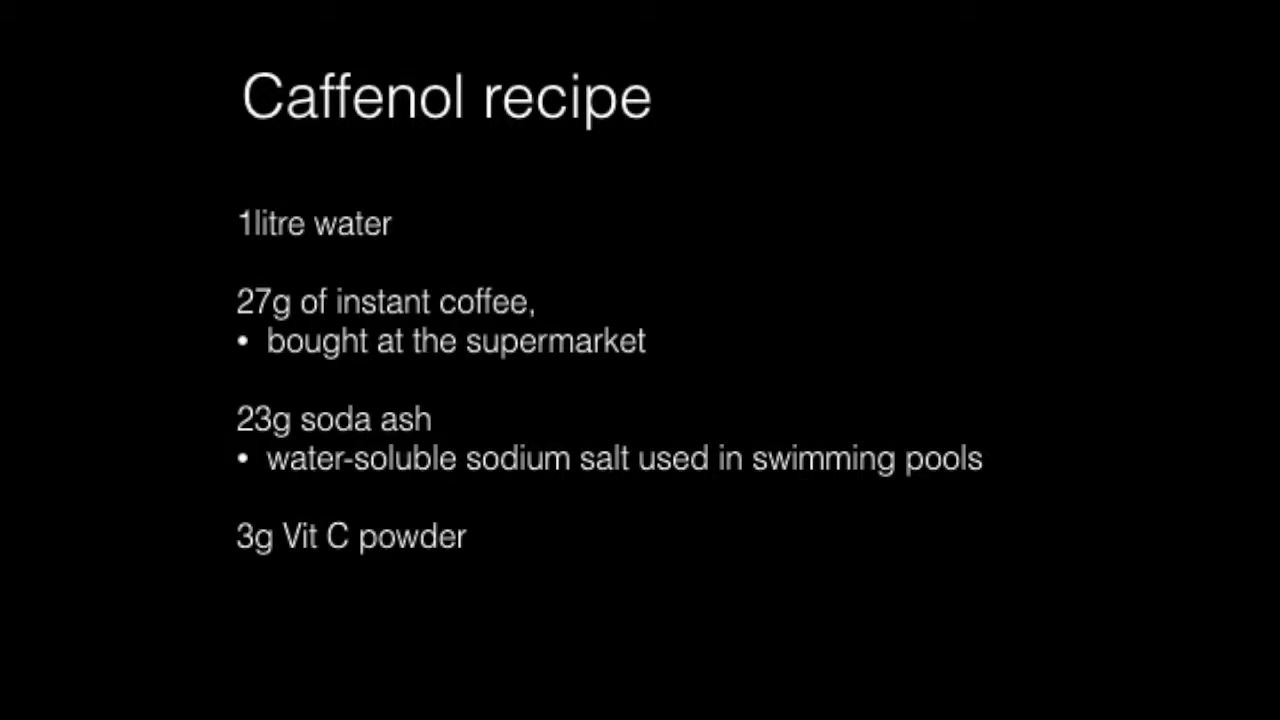 Caffenol recipe
1litre water
27g of instant coffee,
• bought at the supermarket
23g soda ash
• water-soluble sodium salt used in swimming pools
3g Vit C powder